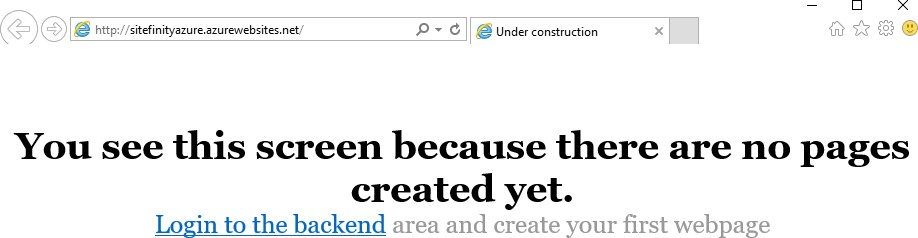 http://sitefinityazure.azurewebsites.net/
Under construction
You see this screen because there are no pages
created yet.
Login to the backend area and create your first webpage